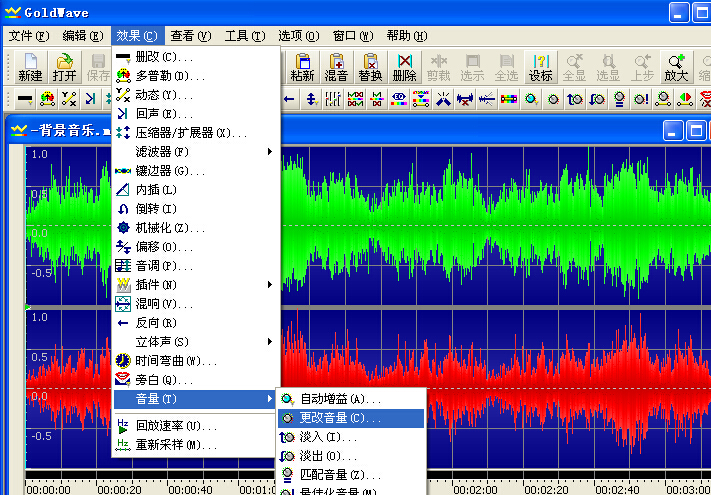 GoldWave
文件(F) 编辑(E) 效果(C) 查看(V) 工具(T) 选项(O) 窗口(W) 帮助(H)
新建 打开 保存 粘新 混音 替换 删除 剪裁 选示 全选 设标 全显 选显 上步 放大 缩
-背景音乐.m
删改(C)...
多普勒(D)...
动态(Y)...
回声(E)...
压缩器/扩展器(X)...
滤波器(F)
镶边器(G)...
内插(L)
倒转(I)
机械化(Z)...
偏移(O)...
音调(P)...
插件(N)
混响(V)...
反向(R)
立体声(S)
时间弯曲(W)...
旁白(Q)...
音量(T)
回放速率(U)...
重新采样(M)...
自动增益(A)...
更改音量(C)...
淡入(I)...
淡出(O)...
匹配音量(Z)...
最佳化音量(M)
1.0
0.5
0.0
-0.5
1.0
0.5
0.0
-0.5
00:00:00 00:00:20 00:00:40 00:01:0 00:02:00 00:02:20 00:02:40 00:03:0